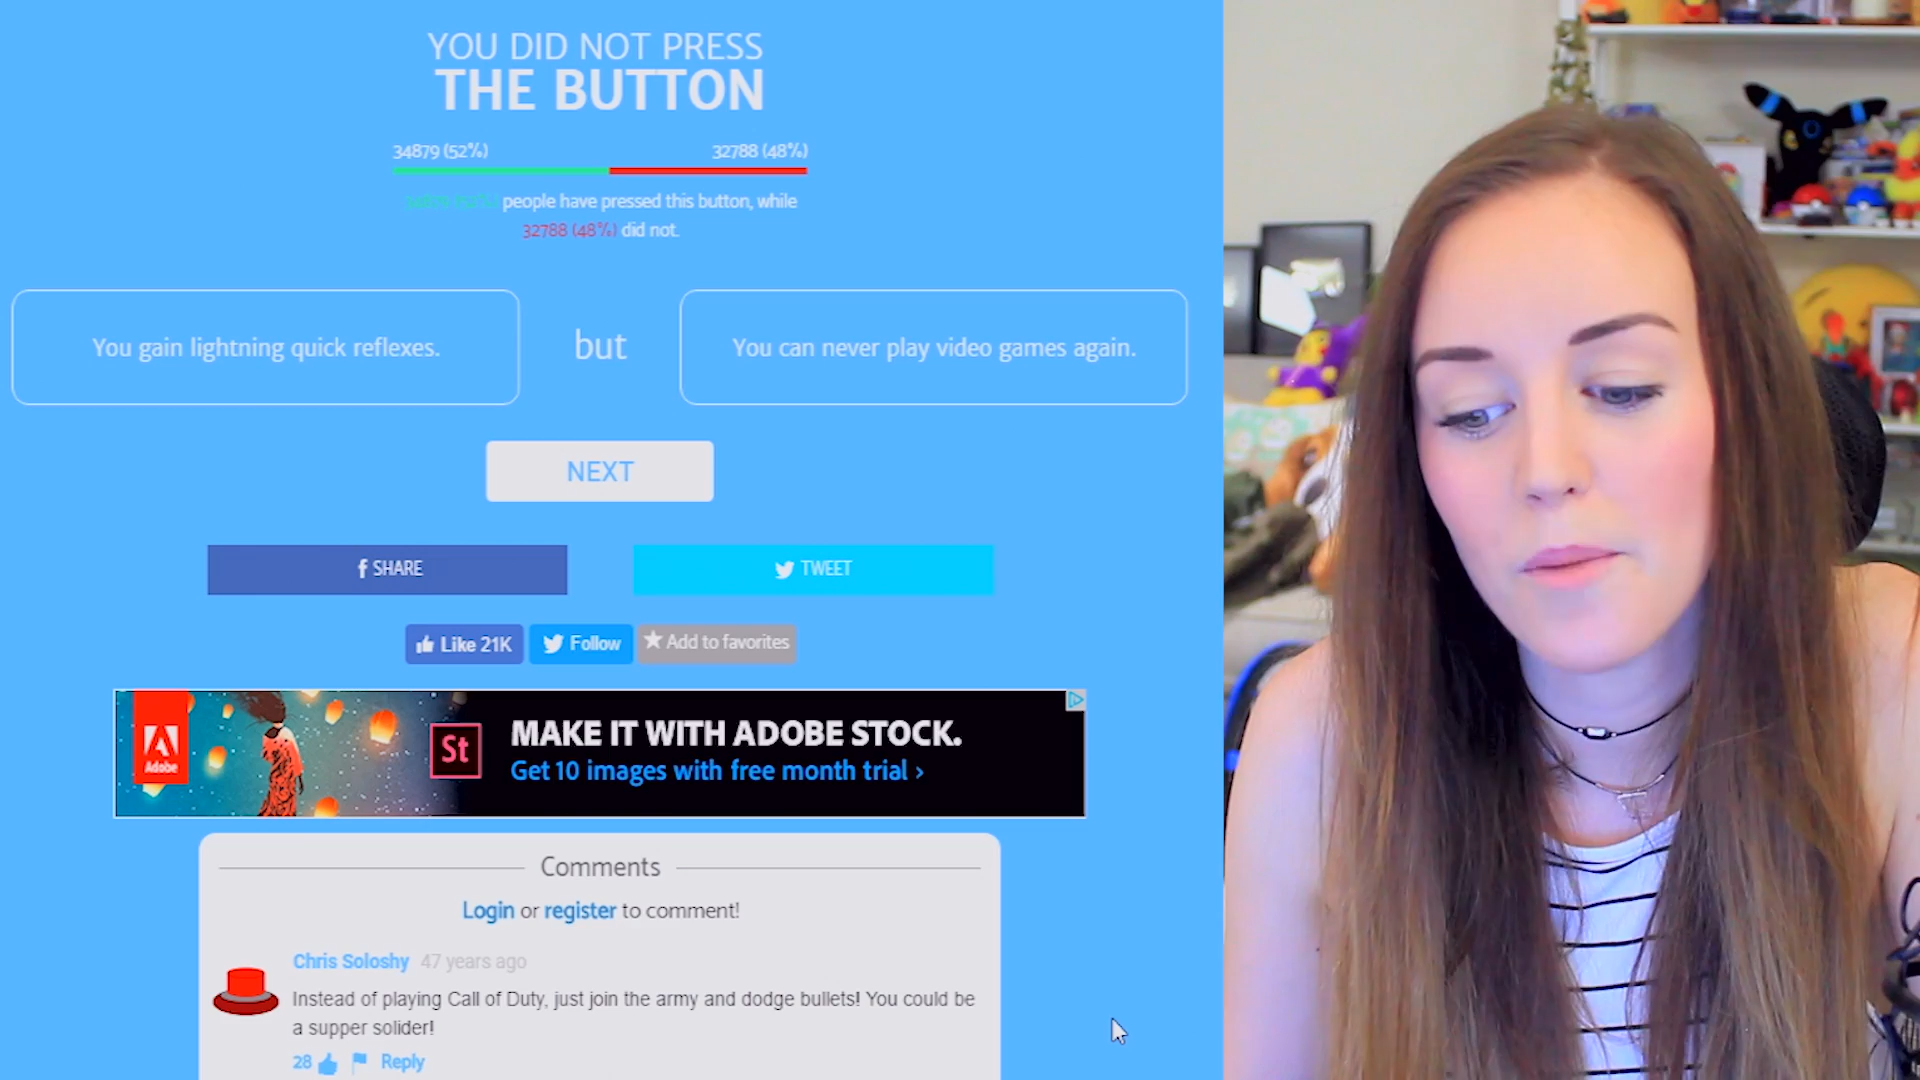 YOU DID NOT PRESS
THE BUTTON
34879 (52%) 32788 (48%)
34879 (52%) people have pressed this button, while
32788 (48%) did not.
You gain lightning quick reflexes.
but
You can never play video games again.
NEXT
f SHARE
TWEET
Like 21K
Follow
Add to favorites
Adobe
St
MAKE IT WITH ADOBE STOCK.
Get 10 images with free month trial ›
Comments
Login or register to comment!
Chris Soloshy 47 years ago
Instead of playing Call of Duty, just join the army and dodge bullets! You could be
a supper solider!
28 Reply